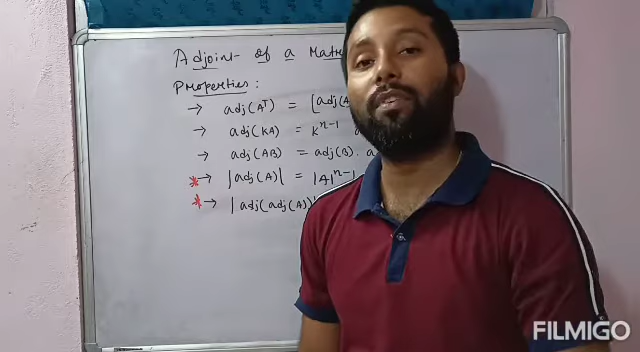 Adjoint of a Matr
Properties :
→ adj(Aᵀ) = [adj(A
→ adj(KA) = Kⁿ⁻¹ a
→ adj(AB) = adj(B). a
*→ |adj(A)| = |A|ⁿ⁻¹
*→ |adj(adj(A)
FILMIGO